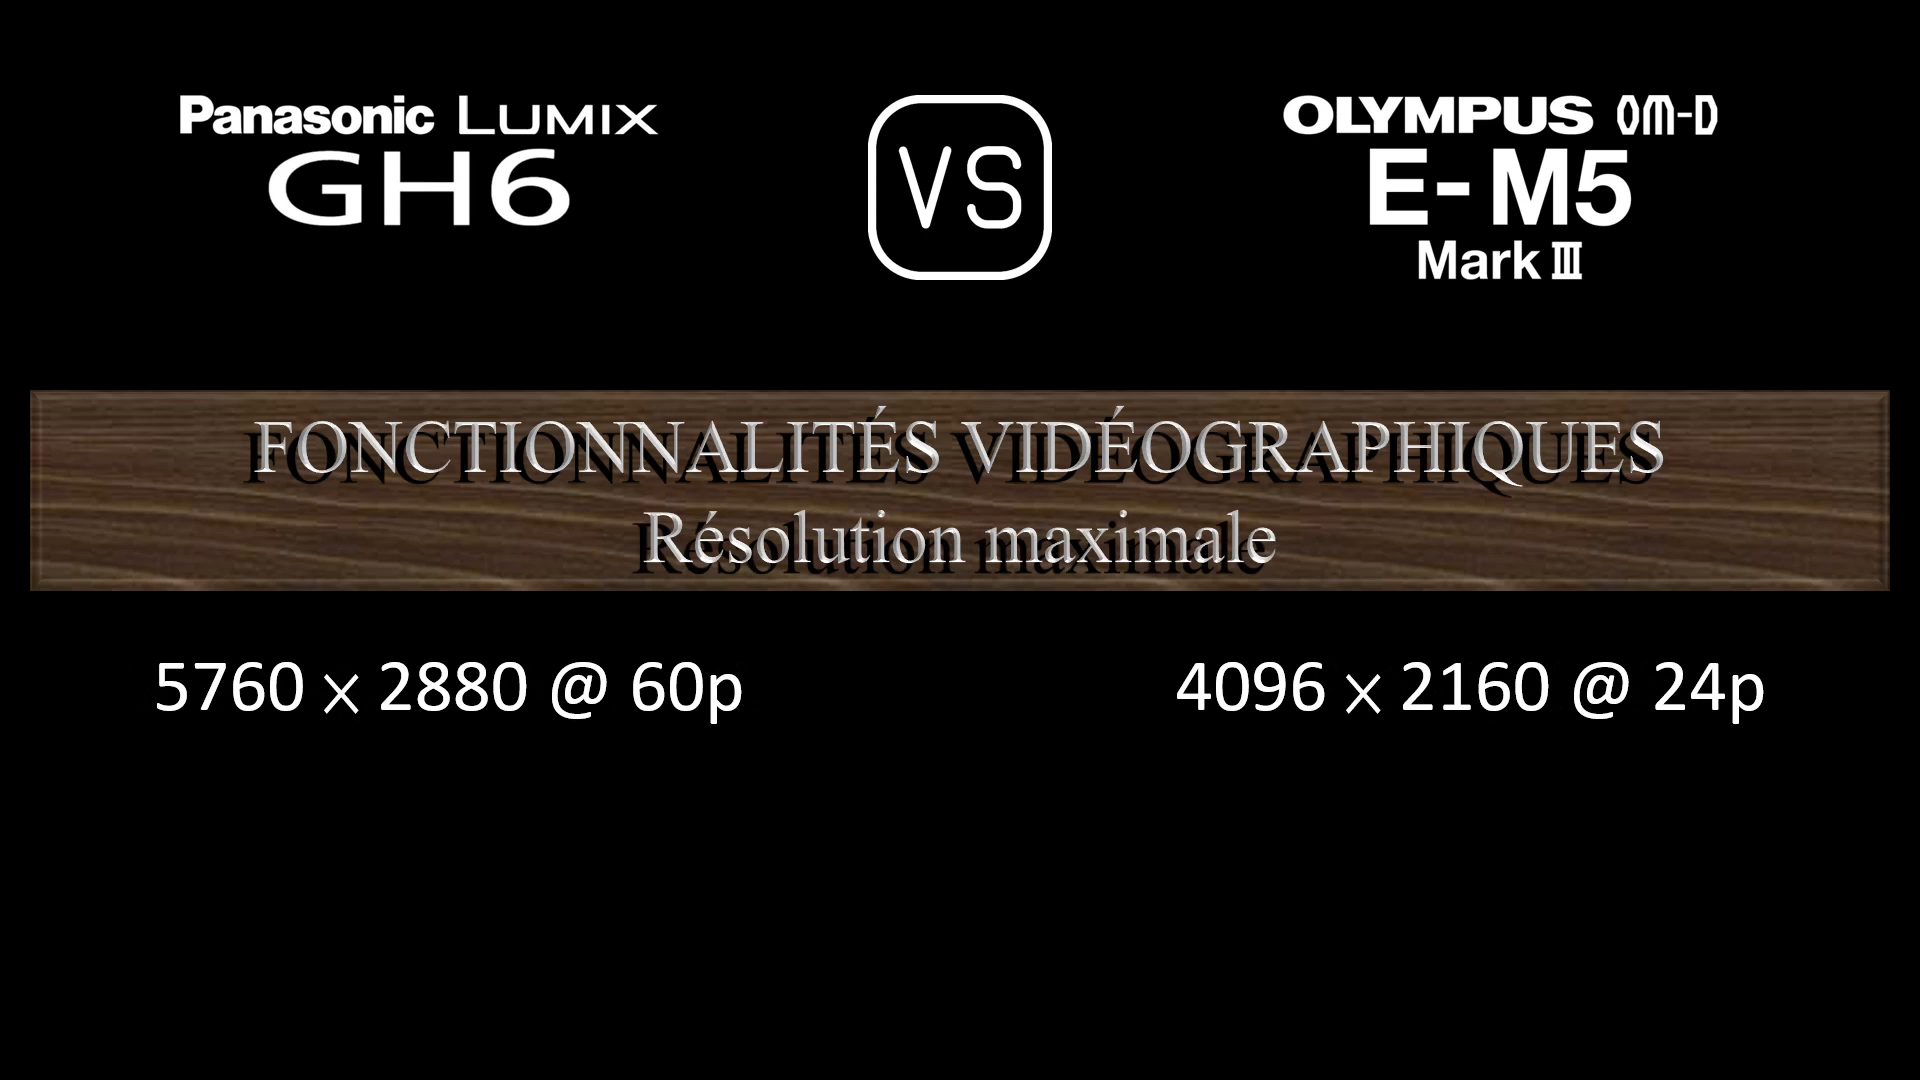 Panasonic LUMIX
GH6
VS
OLYMPUS OM-D
E-M5
Mark III
FONCTIONNALITÉS VIDÉOGRAPHIQUES
Résolution maximale
5760 x 2880 @ 60p
4096 x 2160 @ 24p